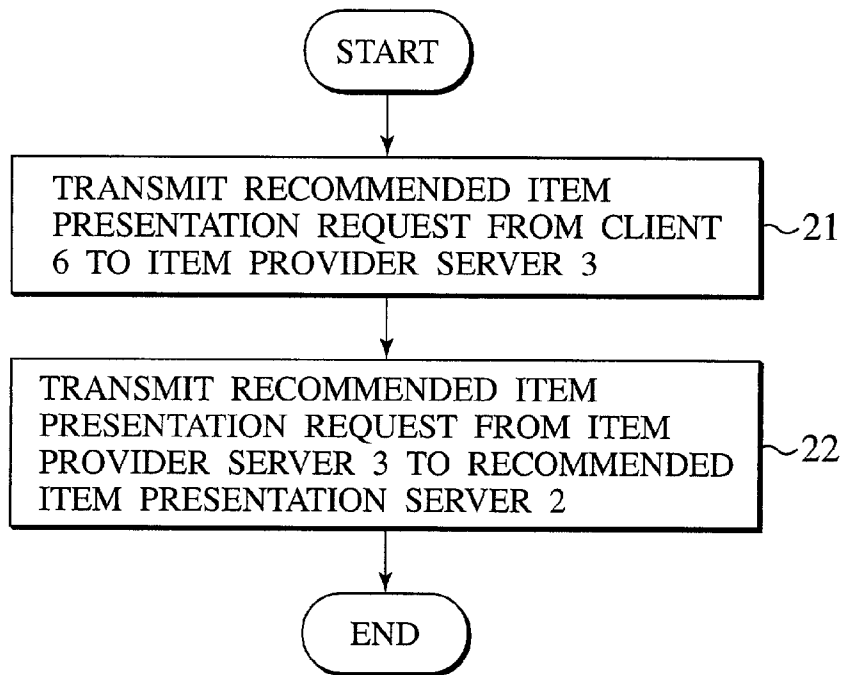 START
TRANSMIT RECOMMENDED ITEM
PRESENTATION REQUEST FROM CLIENT
6 TO ITEM PROVIDER SERVER 3
21
TRANSMIT RECOMMENDED ITEM
PRESENTATION REQUEST FROM ITEM
PROVIDER SERVER 3 TO RECOMMENDED
ITEM PRESENTATION SERVER 2
22
END